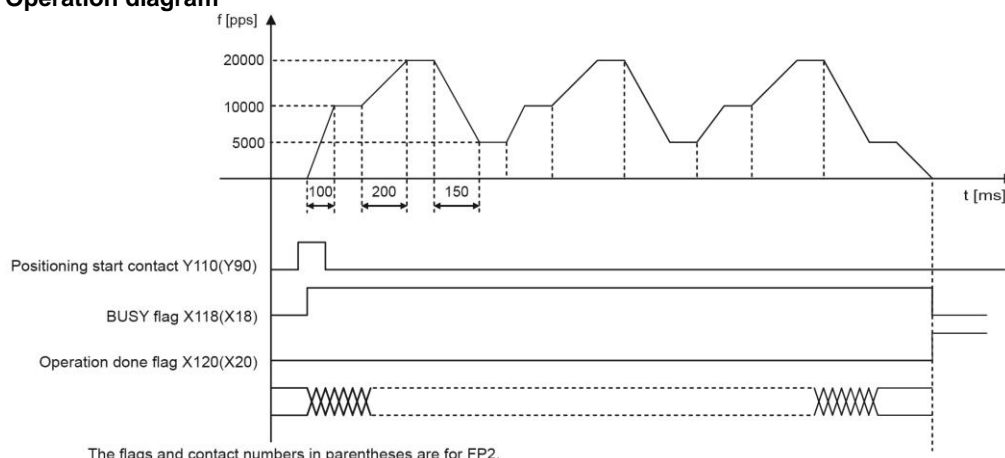 Operation diagram
f [pps]
20000
10000
5000
100 200 150
t [ms]
Positioning start contact Y110(Y90)
BUSY flag X118(X18)
Operation done flag X120(X20)
The flags and contact numbers in parentheses are for FP2.